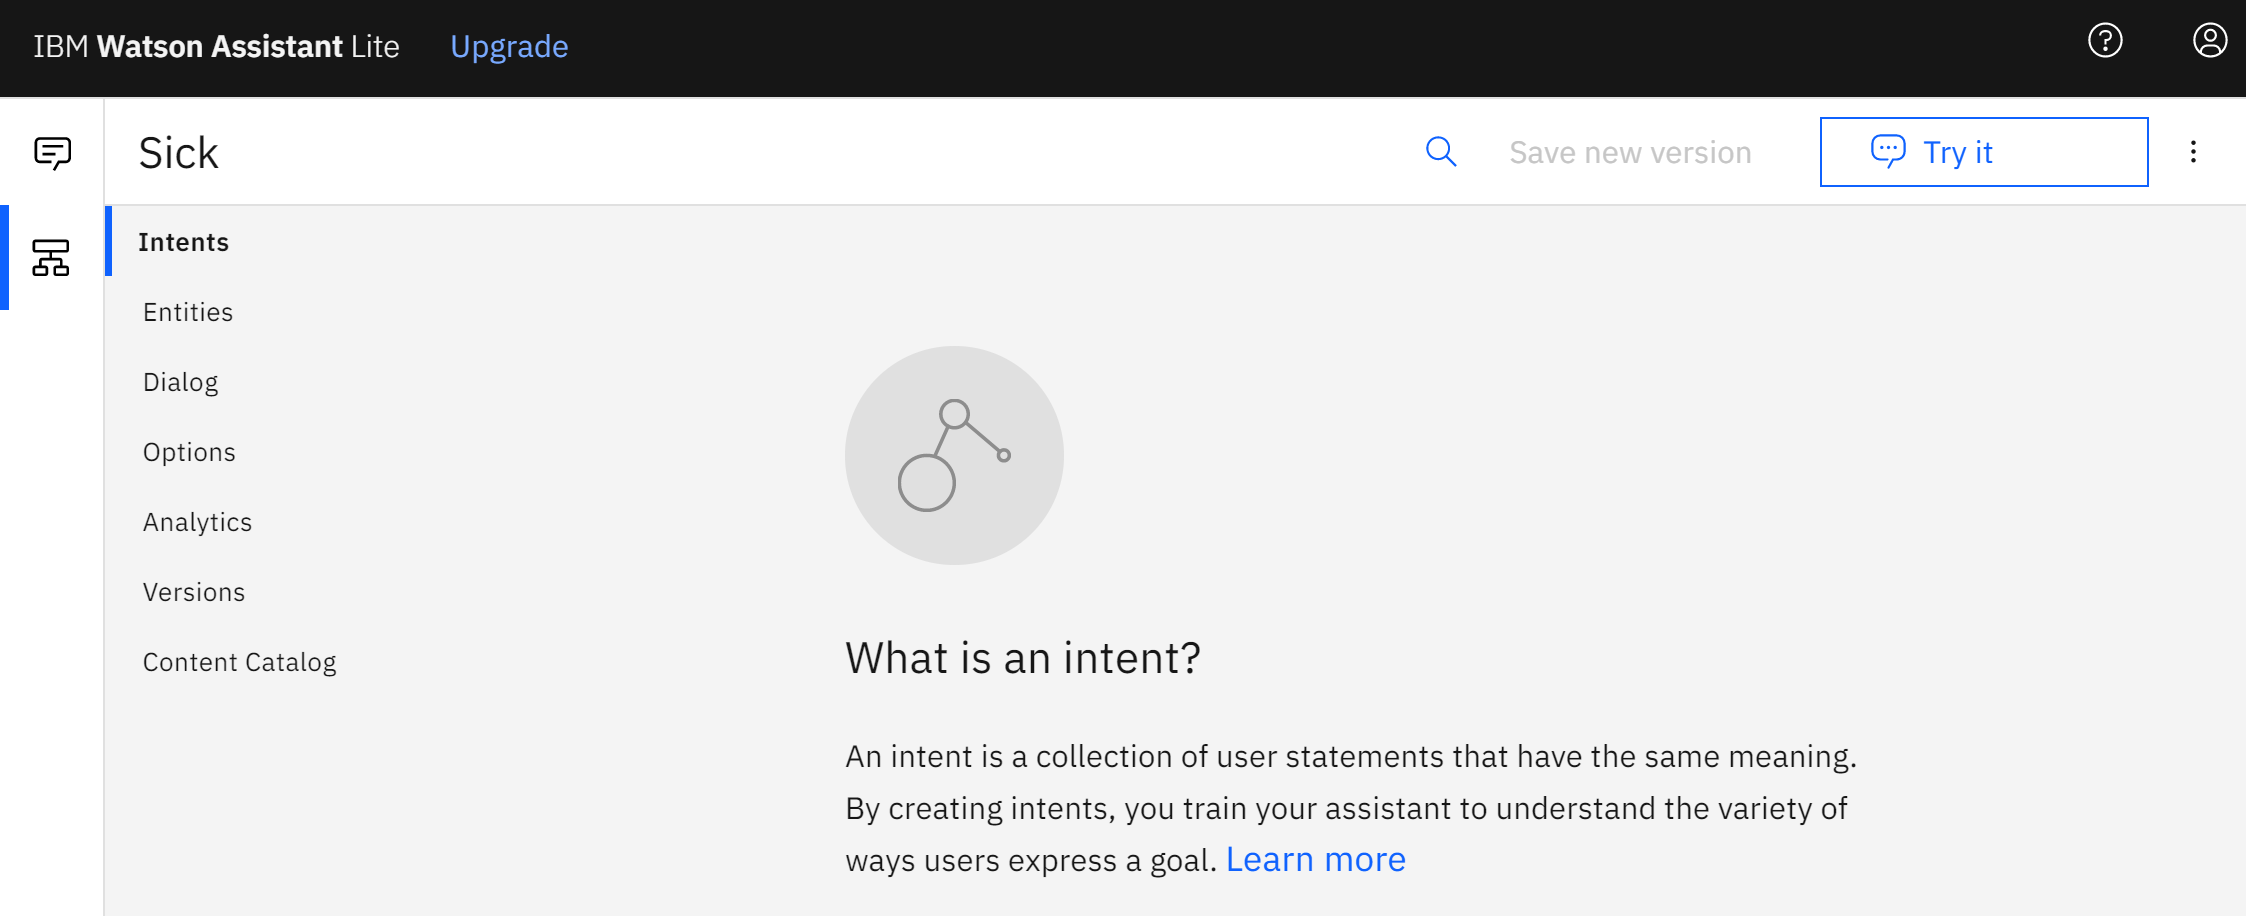 IBM Watson Assistant Lite Upgrade
Sick
Save new version
Try it
Intents
Entities
Dialog
Options
Analytics
Versions
Content Catalog
What is an intent?
An intent is a collection of user statements that have the same meaning.
By creating intents, you train your assistant to understand the variety of
ways users express a goal. Learn more